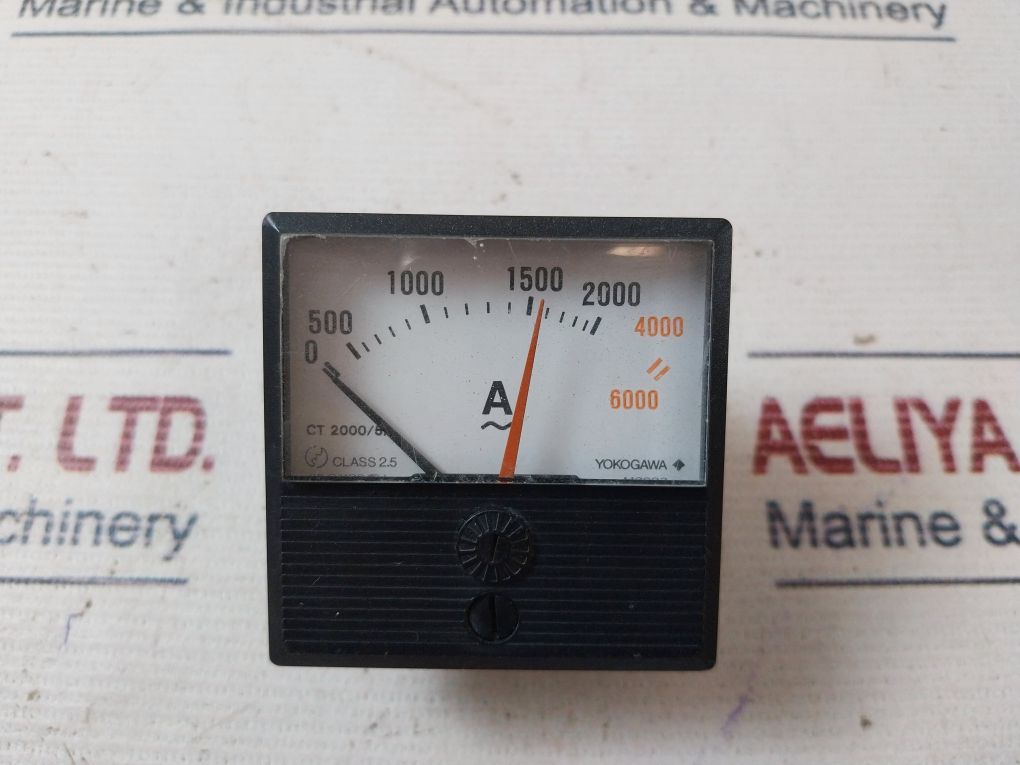 Marine & Industrial Automation & Machinery
500
1000
1500
2000
0
4000
6000
A
CT 2000/5A
CLASS 2.5
YOKOGAWA
T. LTD.
chinery
AELIYA
Marine &